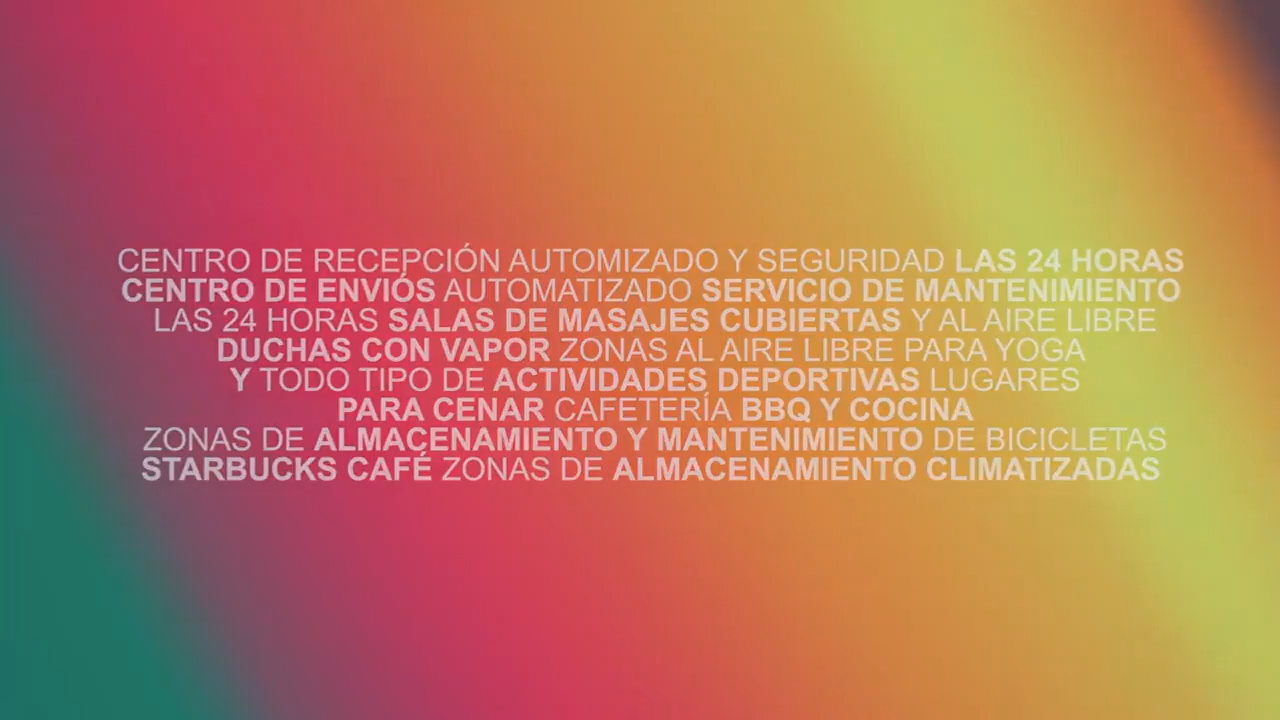 CENTRO DE RECEPCIÓN AUTOMIZADO Y SEGURIDAD LAS 24 HORAS
CENTRO DE ENVIÓS AUTOMATIZADO SERVICIO DE MANTENIMIENTO
LAS 24 HORAS SALAS DE MASAJES CUBIERTAS Y AL AIRE LIBRE
DUCHAS CON VAPOR ZONAS AL AIRE LIBRE PARA YOGA
Y TODO TIPO DE ACTIVIDADES DEPORTIVAS LUGARES
PARA CENAR CAFETERÍA BBQ Y COCINA
ZONAS DE ALMACENAMIENTO Y MANTENIMIENTO DE BICICLETAS
STARBUCKS CAFÉ ZONAS DE ALMACENAMIENTO CLIMATIZADAS